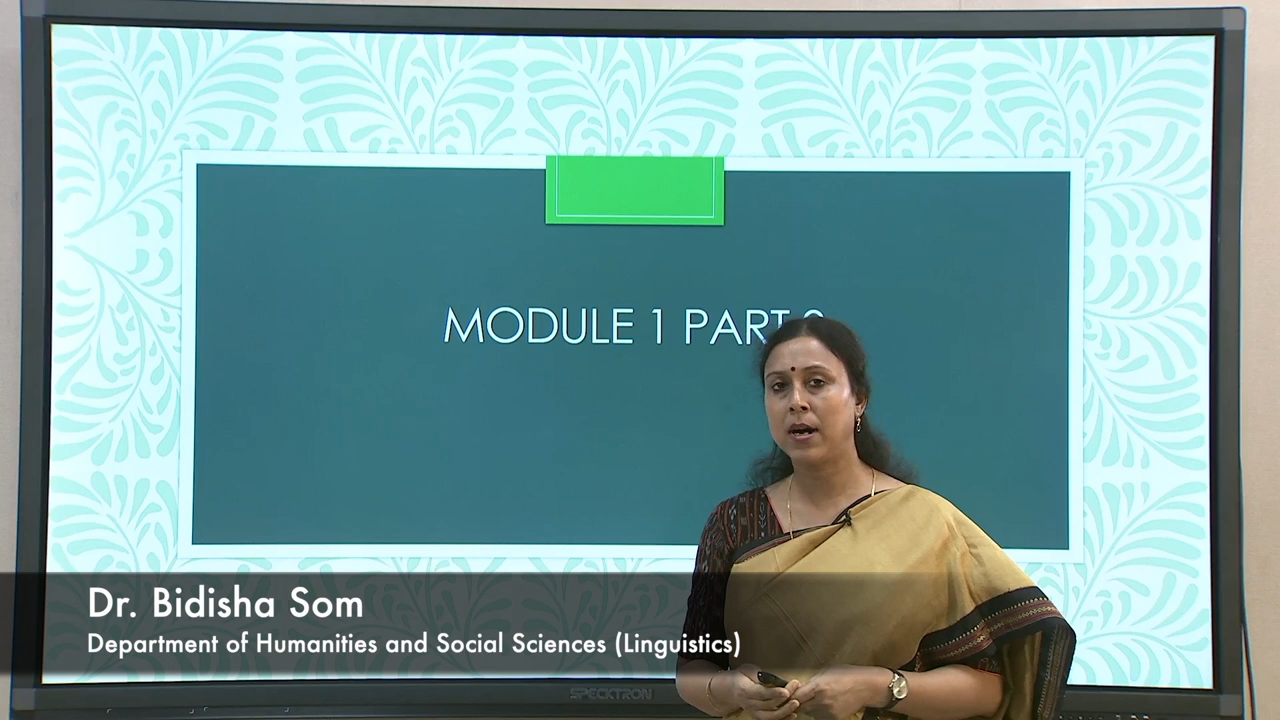 MODULE 1 PART
Dr. Bidisha Som
Department of Humanities and Social Sciences (Linguistics)
SPECKTRON